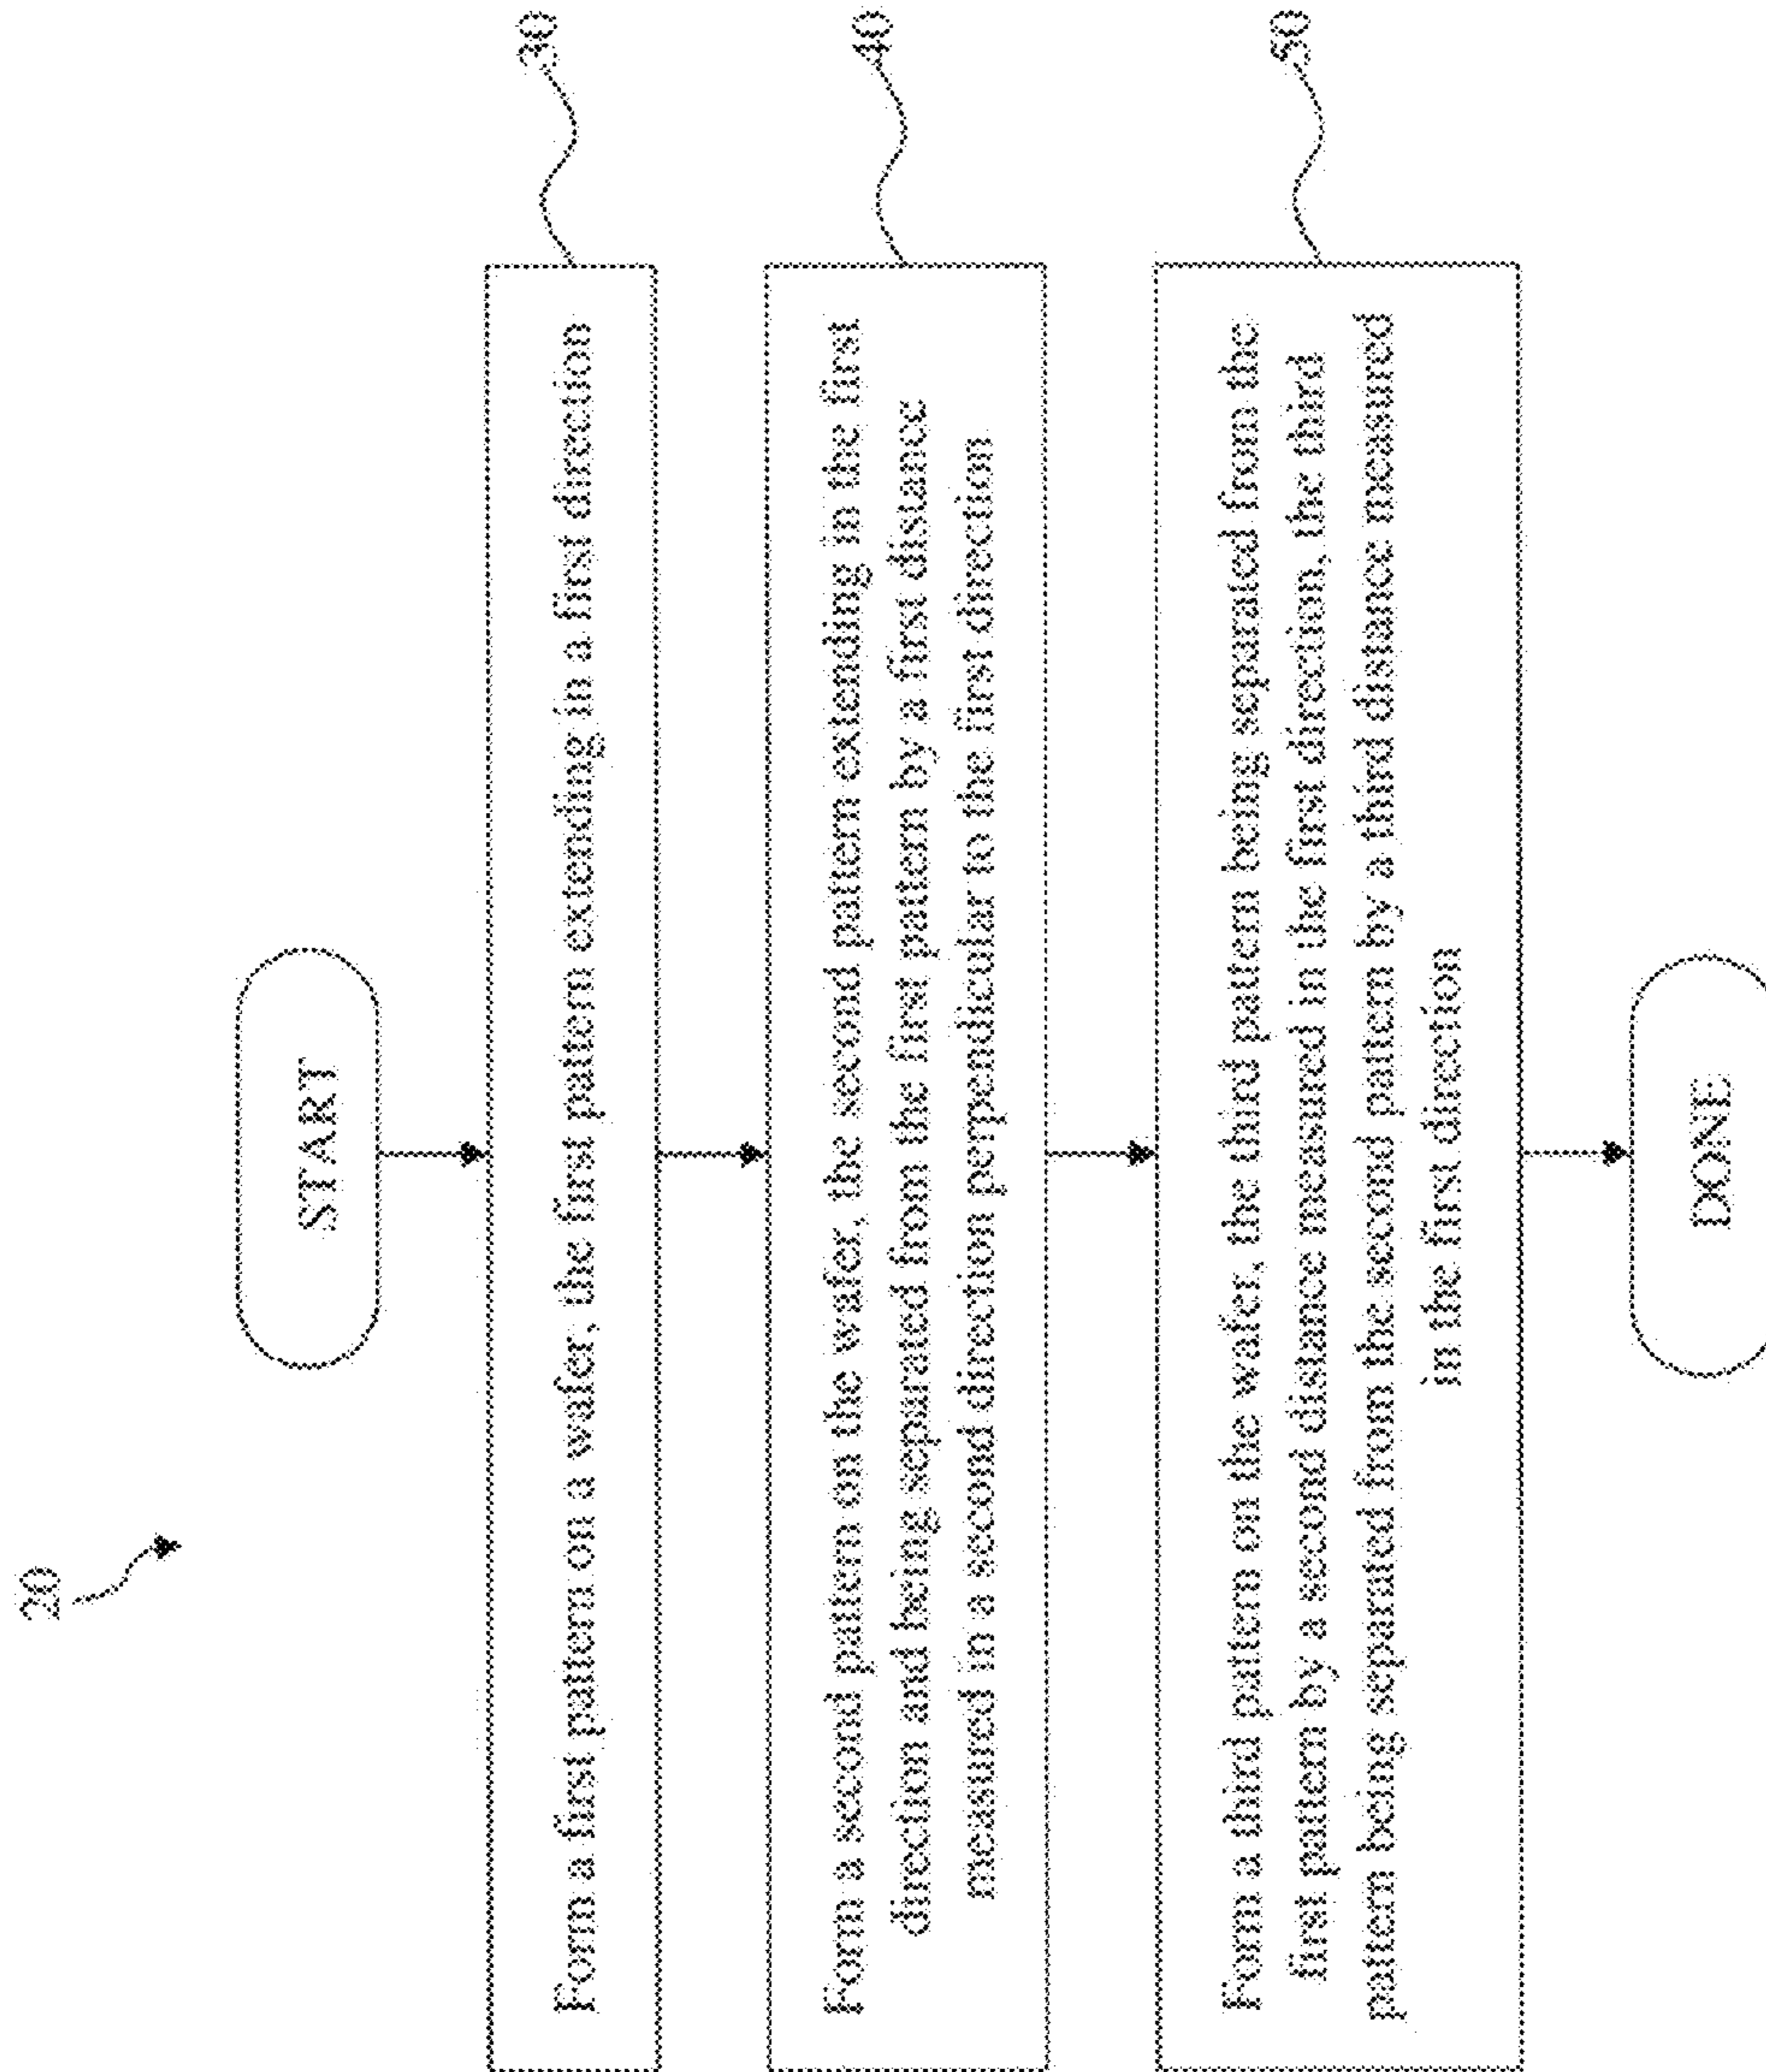 20
START
Form a first pattern on a wafer, the first pattern extending in a first direction
30
Form a second pattern on the wafer, the second pattern extending in the first
direction and being separated from the first pattern by a first distance
measured in a second direction perpendicular to the first direction
40
Form a third pattern on the wafer, the third pattern being separated from the
first pattern by a second distance measured in the first direction, the third
pattern being separated from the second pattern by a third distance measured
in the first direction
50
DONE